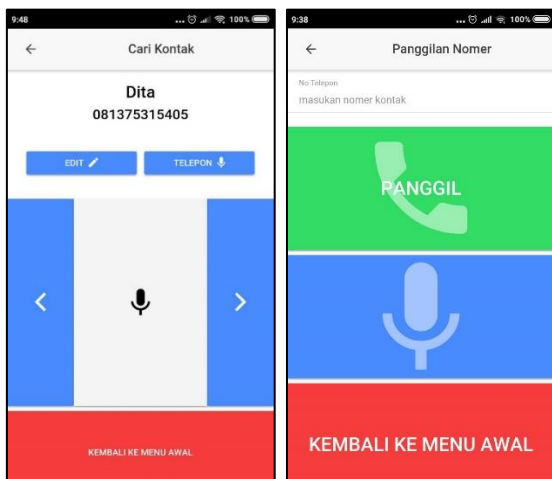 9:48
... 100%
Cari Kontak
Dita
081375315405
EDIT
TELEPON
KEMBALI KE MENU AWAL
9:38
... 100%
Panggilan Nomer
No Telepon
masukan nomer kontak
PANGGIL
KEMBALI KE MENU AWAL